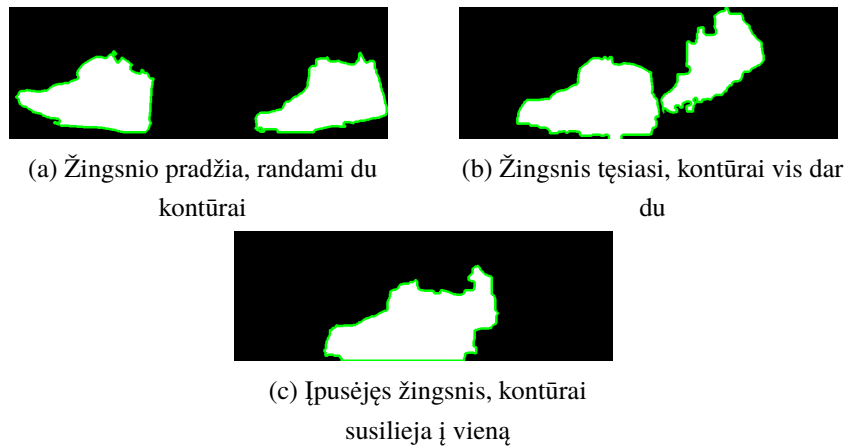 (a) Žingsnio pradžia, randami du
kontūrai
(b) Žingsnis tęsiasi, kontūrai vis dar
du
(c) Įpusėjęs žingsnis, kontūrai
susilieja į vieną